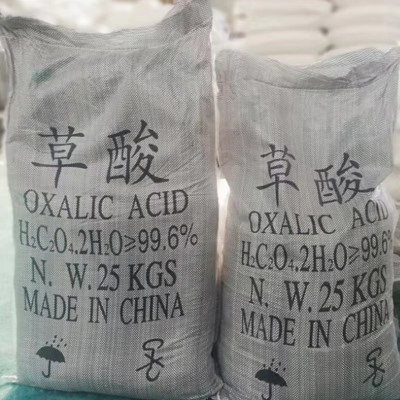 草酸
OXALIC ACID
H₂C₂O₄.2H₂O≥99.6%
N. W. 25 KGS
MADE IN CHINA
草酸
OXALIC ACID
H₂C₂O₄.2H₂O≥99.6
N. W. 25 KGS
MADE IN CHINA